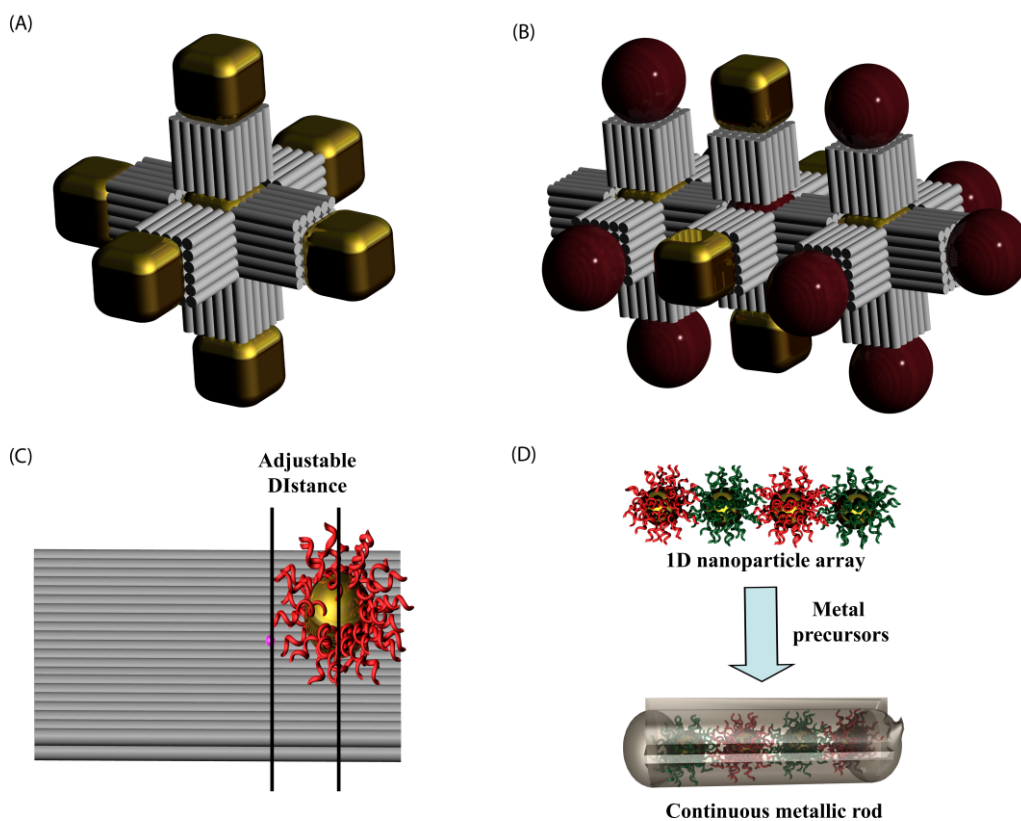 (A)
(B)
(C)
Adjustable
DIstance
(D)
1D nanoparticle array
Metal
precursors
Continuous metallic rod